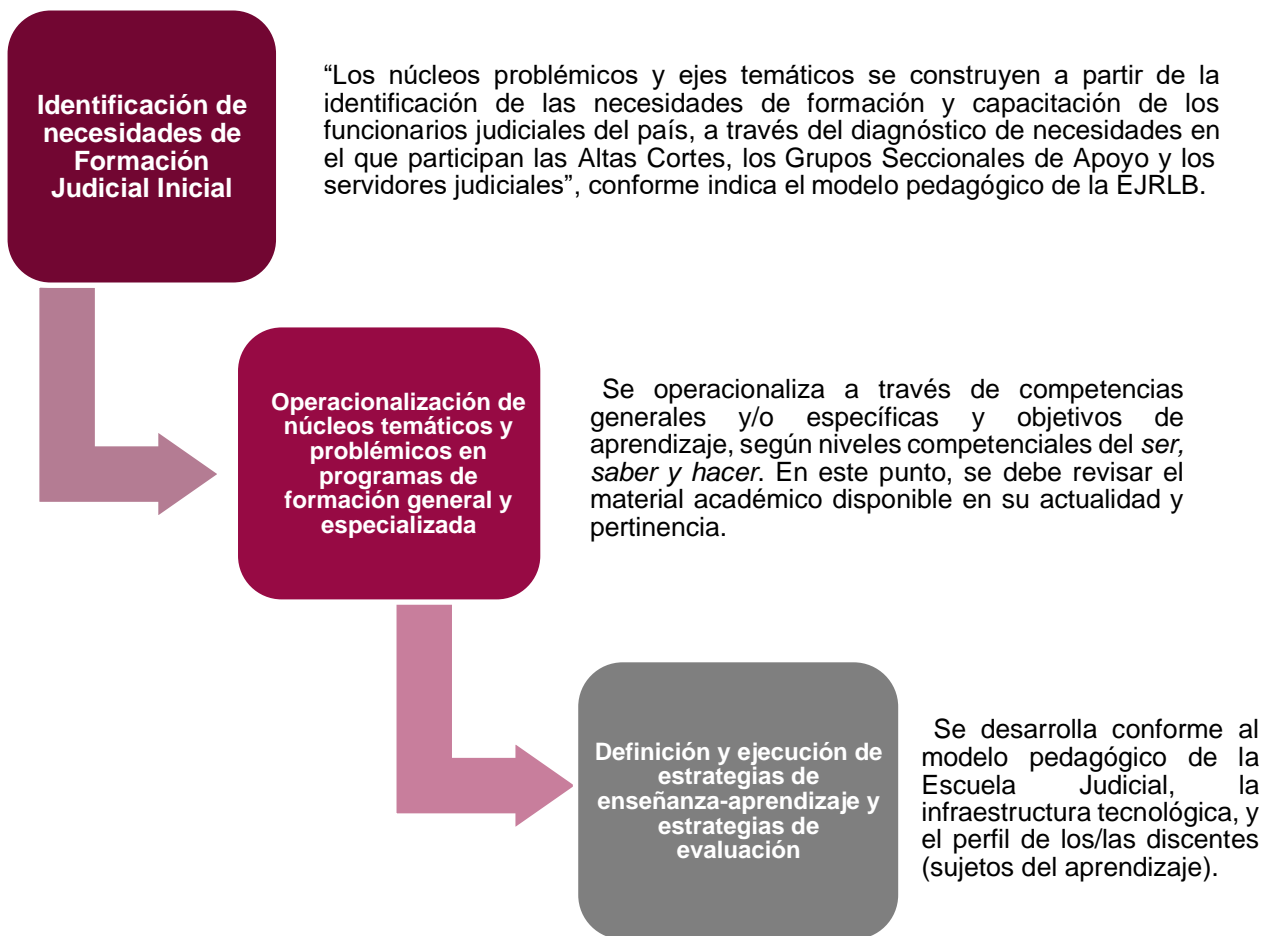 Identificación de
necesidades de
Formación
Judicial Inicial
“Los núcleos problémicos y ejes temáticos se construyen a partir de la
identificación de las necesidades de formación y capacitación de los
funcionarios judiciales del país, a través del diagnóstico de necesidades en
el que participan las Altas Cortes, los Grupos Seccionales de Apoyo y los
servidores judiciales”, conforme indica el modelo pedagógico de la EJRLB.
Operacionalización de
núcleos temáticos y
problémicos en
programas de
formación general y
especializada
Se operacionaliza a través de competencias
generales y/o específicas y objetivos de
aprendizaje, según niveles competenciales del ser,
saber y hacer. En este punto, se debe revisar el
material académico disponible en su actualidad y
pertinencia.
Definición y ejecución de
estrategias de
enseñanza-aprendizaje y
estrategias de
evaluación
Se desarrolla conforme al
modelo pedagógico de la
Escuela Judicial, la
infraestructura tecnológica, y
el perfil de los/las discentes
(sujetos del aprendizaje).